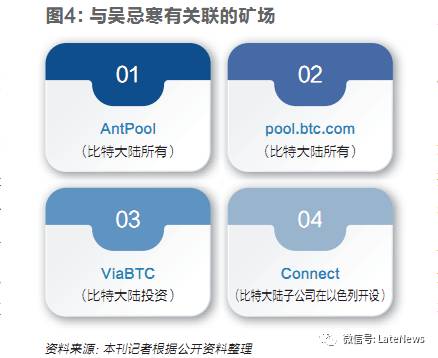 图4：与吴忌寒有关联的矿场
01
02
AntPool
pool.btc.com
（比特大陆所有）
（比特大陆所有）
03
04
ViaBTC
Connect
（比特大陆投资）
（比特大陆子公司在以色列开设）
微信号: LateNews
资料来源：本刊记者根据公开资料整理